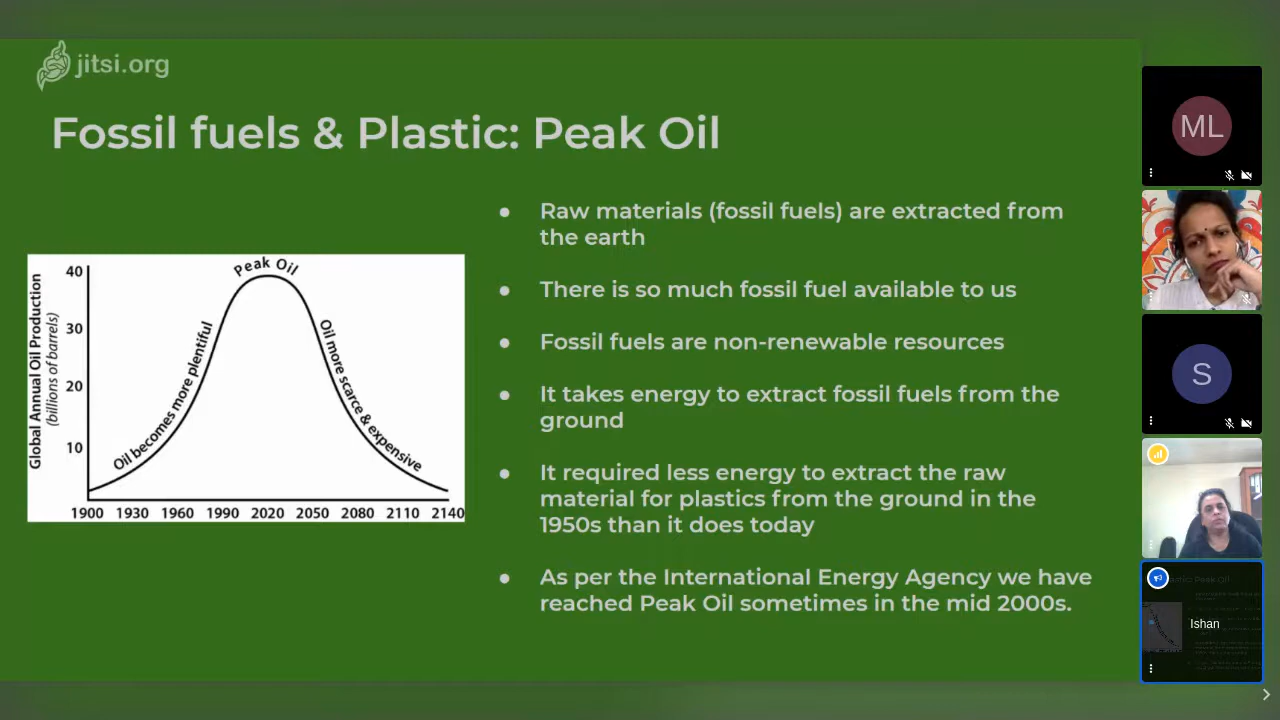 jitsi.org
Fossil fuels & Plastic: Peak Oil
Global Annual Oil Production
(billions of barrels)
40
30
20
10
Peak Oil
Oil becomes more plentiful
Oil more scarce & expensive
1900 1930 1960 1990 2020 2050 2080 2110 2140
● Raw materials (fossil fuels) are extracted from
the earth
● There is so much fossil fuel available to us
● Fossil fuels are non-renewable resources
● It takes energy to extract fossil fuels from the
ground
● It required less energy to extract the raw
material for plastics from the ground in the
1950s than it does today
● As per the International Energy Agency we have
reached Peak Oil sometimes in the mid 2000s.
ML
S
Ishan